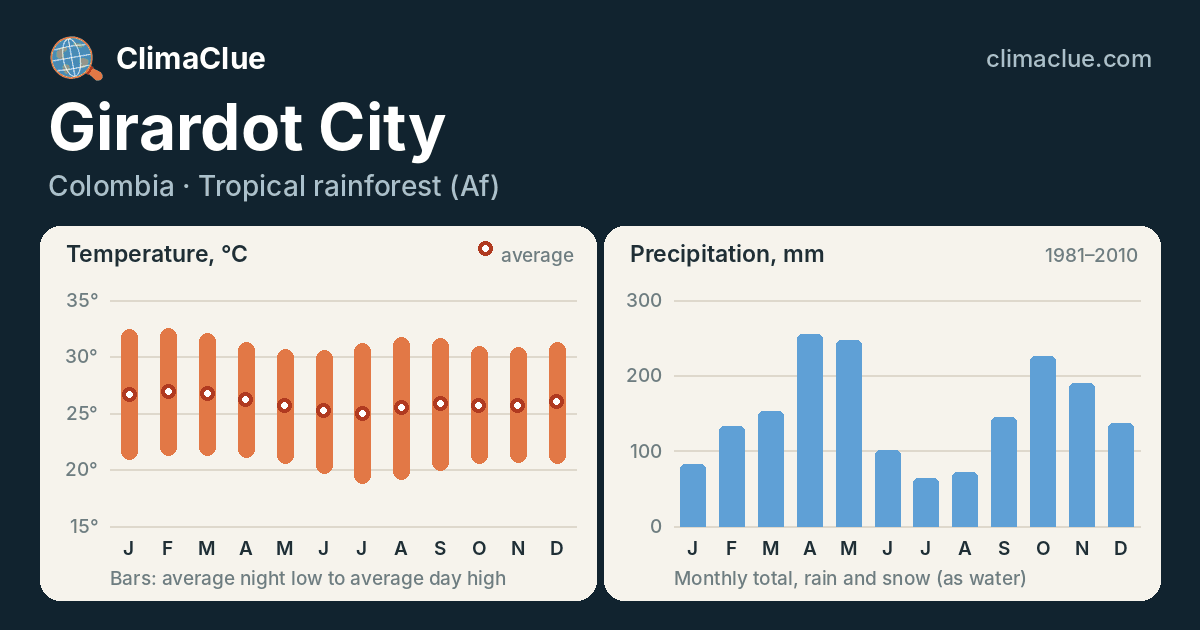 ClimaClue
climaclue.com
Girardot City
Colombia · Tropical rainforest (Af)
Temperature, °C
average
35°
30°
25°
20°
15°
J F M A M J J A S O N D
Bars: average night low to average day high
Precipitation, mm
1981–2010
300
200
100
0
J F M A M J J A S O N D
Monthly total, rain and snow (as water)